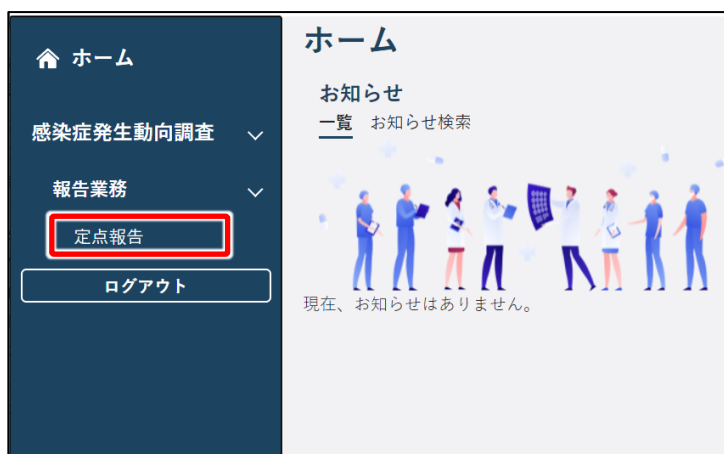 ホーム
感染症発生動向調査
報告業務
定点報告
ログアウト
ホーム
お知らせ
一覧 お知らせ検索
現在、お知らせはありません。